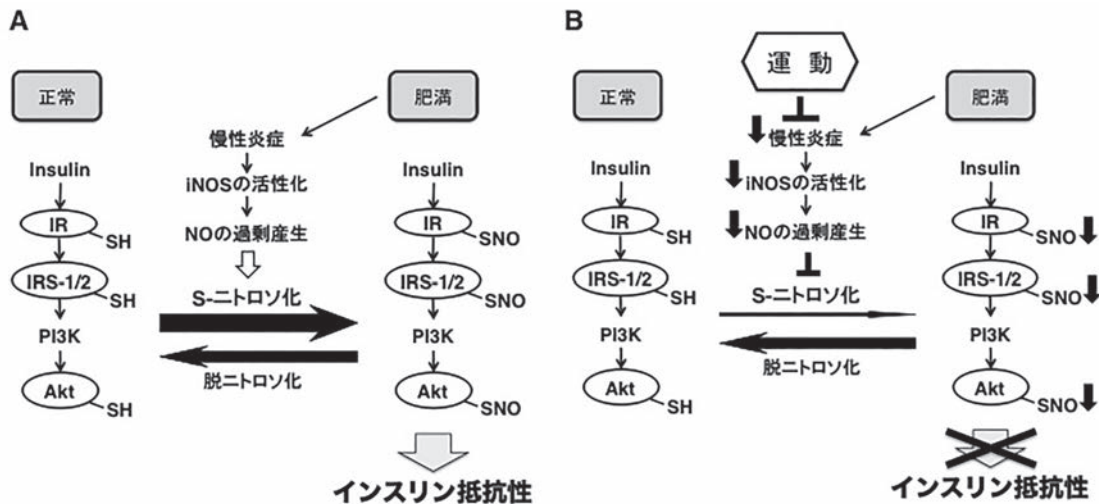 A
正常
肥満
慢性炎症
iNOSの活性化
NOの過剰産生
S-ニトロソ化
脱ニトロソ化
Insulin
IR
SH
IRS-1/2
SH
PI3K
Akt
SH
Insulin
IR
SNO
IRS-1/2
SNO
PI3K
Akt
SNO
インスリン抵抗性
B
運 動
正常
肥満
慢性炎症
iNOSの活性化
NOの過剰産生
S-ニトロソ化
脱ニトロソ化
Insulin
IR
SH
IRS-1/2
SH
PI3K
Akt
SH
Insulin
IR
SNO
IRS-1/2
SNO
PI3K
Akt
SNO
インスリン抵抗性